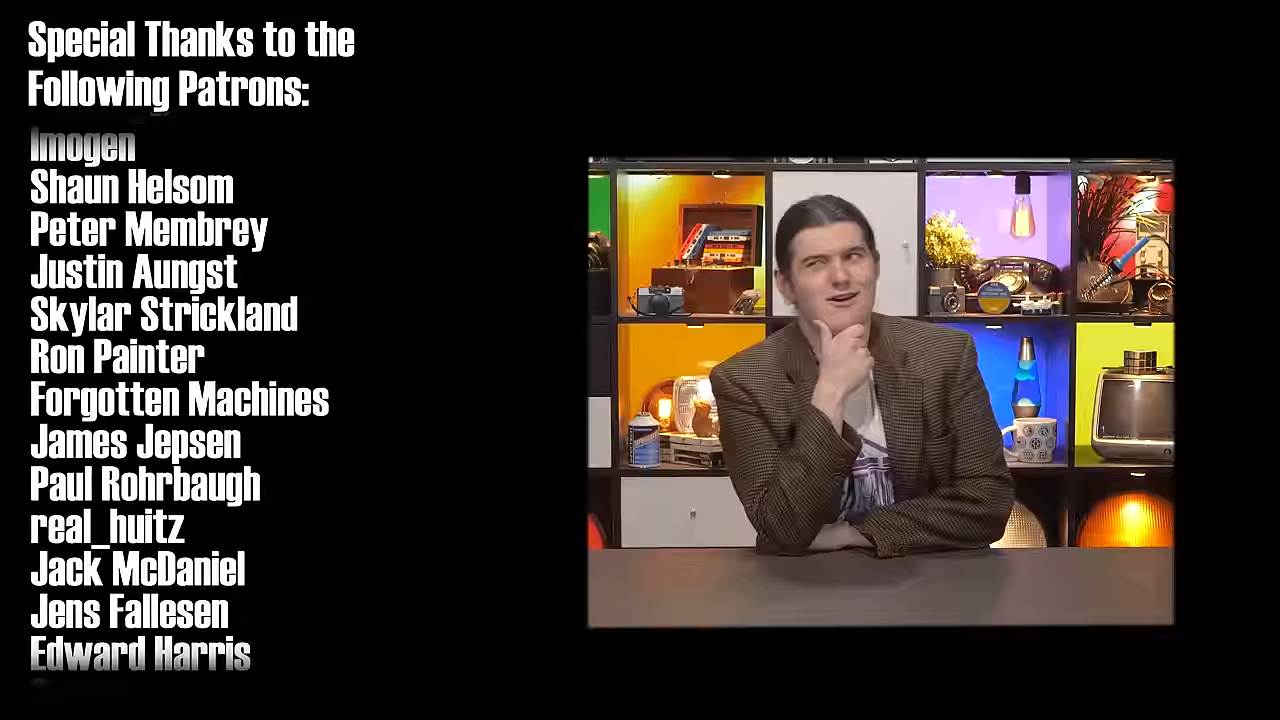 Special Thanks to the
Following Patrons:
Imogen
Shaun Helsom
Peter Membrey
Justin Aungst
Skylar Strickland
Ron Painter
Forgotten Machines
James Jepsen
Paul Rohrbaugh
real_huitz
Jack McDaniel
Jens Fallesen
Edward Harris